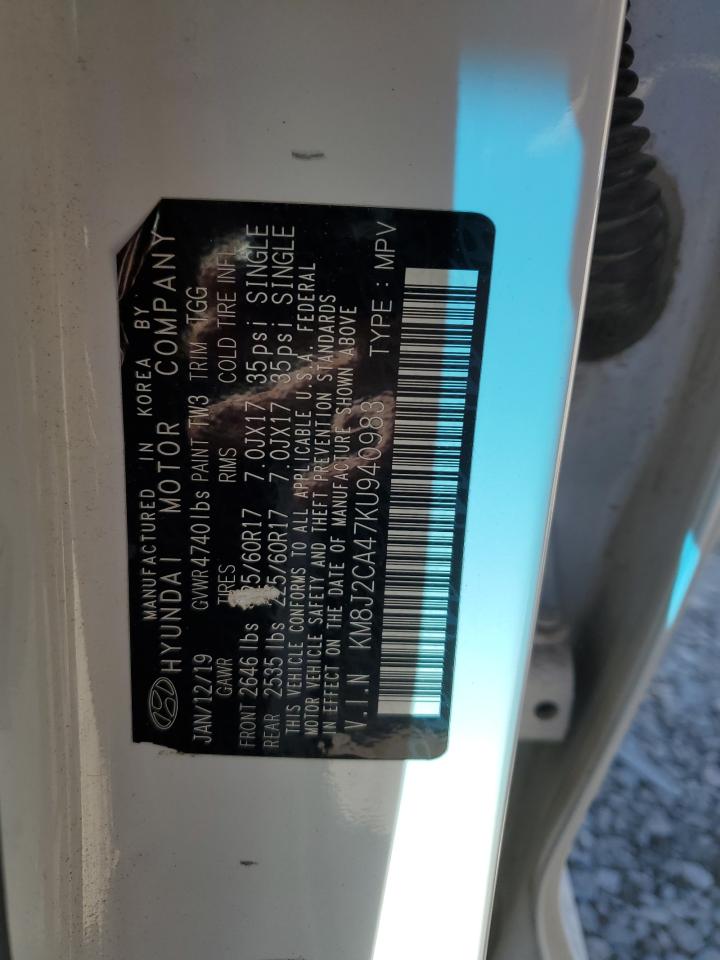 MANUFACTURED IN KOREA BY
HYUNDAI MOTOR COMPANY
JAN/12/19 GVWR 4740lbs PAINT TW3 TRIM TGG
GAWR TIRES RIMS COLD TIRE INFL
FRONT 2646 lbs 5/60R17 7.0JX17 35psi SINGLE
REAR 2535 lbs 225/60R17 7.0JX17 35psi SINGLE
THIS VEHICLE CONFORMS TO ALL APPLICABLE U.S.A. FEDERAL
MOTOR VEHICLE SAFETY AND THEFT PREVENTION STANDARDS
IN EFFECT ON THE DATE OF MANUFACTURE SHOWN ABOVE
V.I.N KM8J2CA47KU940983 TYPE : MPV